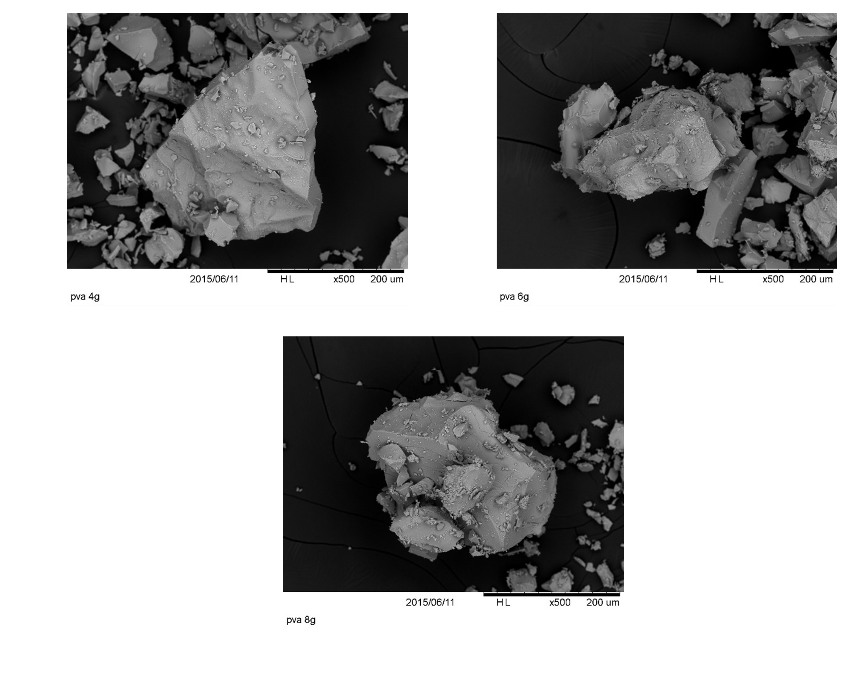 2015/06/11 HL x500 200 um
pva 4g
2015/06/11 HL x500 200 um
pva 6g
2015/06/11 HL x500 200 um
pva 8g